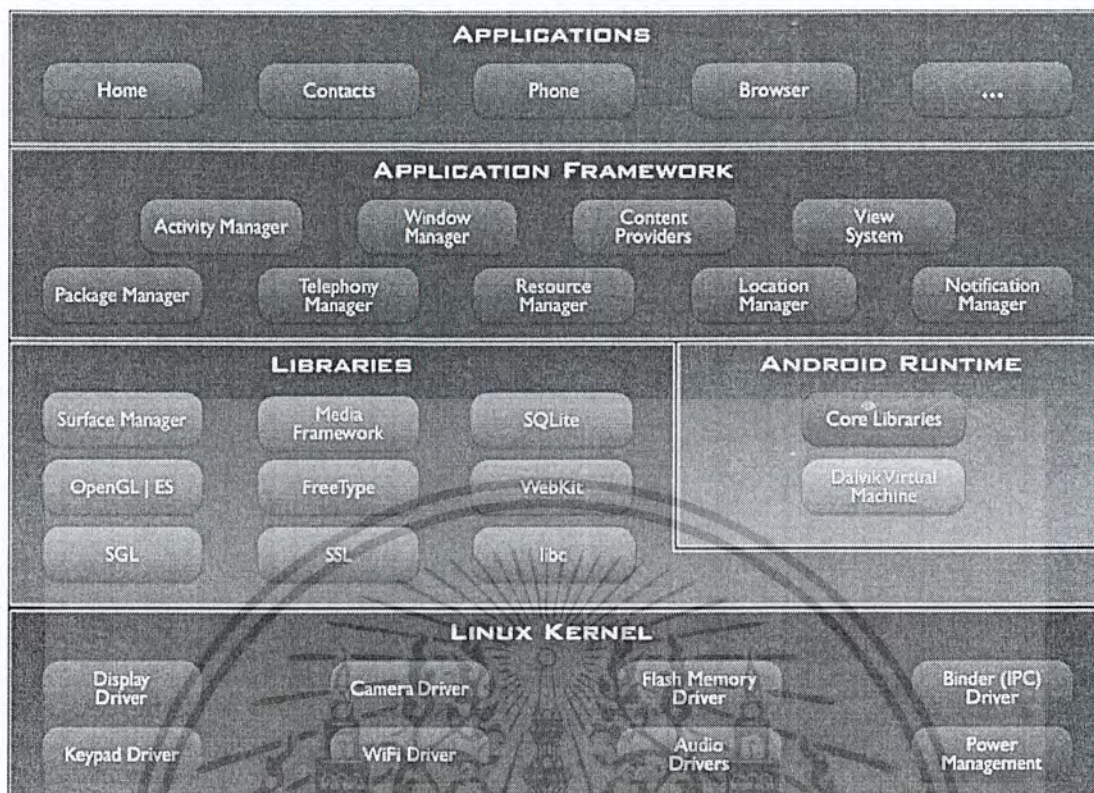 APPLICATIONS
Home
Contacts
Phone
Browser
...
APPLICATION FRAMEWORK
Activity Manager
Window
Manager
Content
Providers
View
System
Package Manager
Telephony
Manager
Resource
Manager
Location
Manager
Notification
Manager
LIBRARIES
Surface Manager
Media
Framework
SQLite
OpenGL | ES
FreeType
WebKit
SGL
SSL
libc
ANDROID RUNTIME
Core Libraries
Dalvik Virtual
Machine
LINUX KERNEL
Display
Driver
Camera Driver
Flash Memory
Driver
Binder (IPC)
Driver
Keypad Driver
WiFi Driver
Audio
Drivers
Power
Management